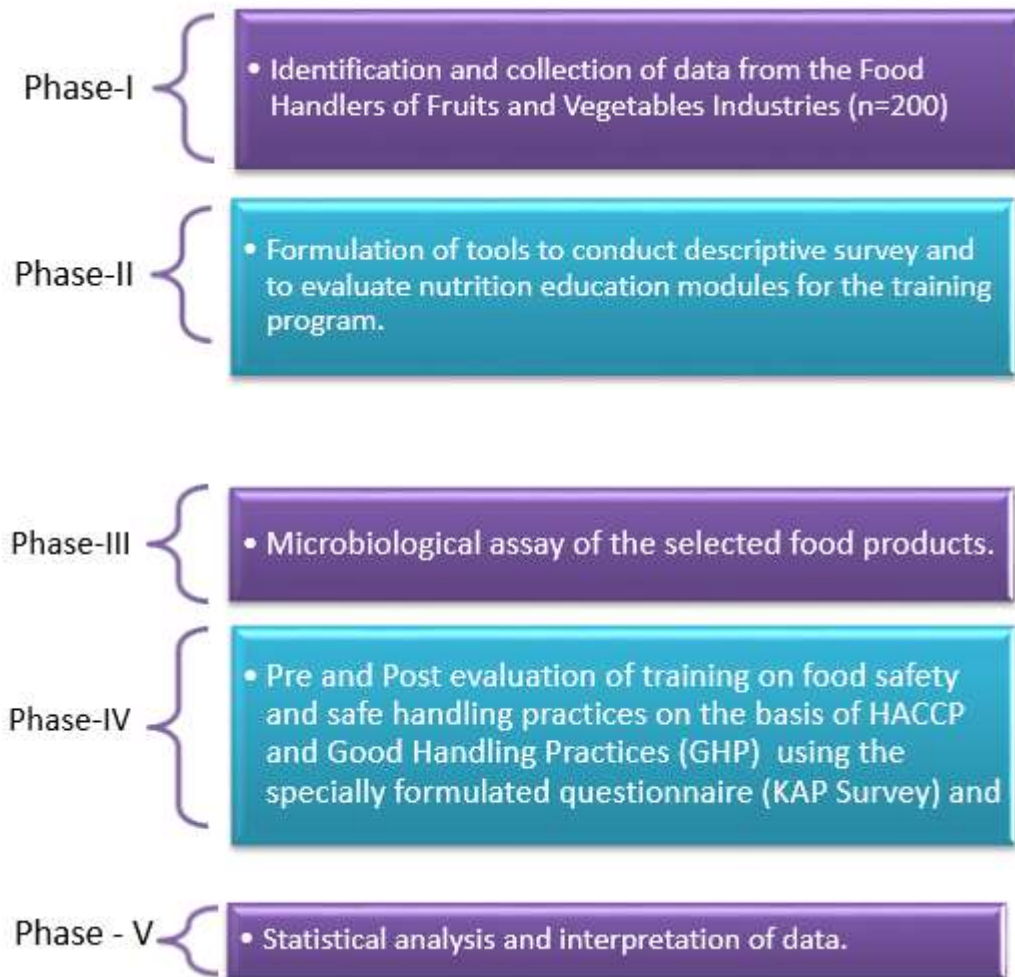 Phase-I
• Identification and collection of data from the Food
Handlers of Fruits and Vegetables Industries (n=200)
Phase-II
• Formulation of tools to conduct descriptive survey and
to evaluate nutrition education modules for the training
program.
Phase-III
• Microbiological assay of the selected food products.
Phase-IV
• Pre and Post evaluation of training on food safety
and safe handling practices on the basis of HACCP
and Good Handling Practices (GHP) using the
specially formulated questionnaire (KAP Survey) and
Phase - V
• Statistical analysis and interpretation of data.